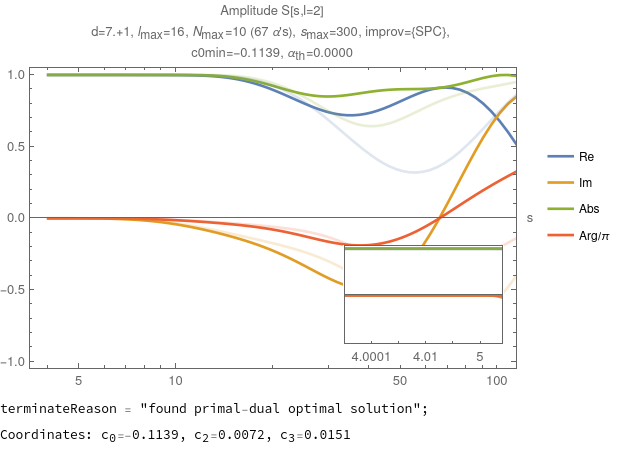 Amplitude S[s,l=2]
d=7.+1, lmax=16, Nmax=10 (67 α's), smax=300, improv={SPC},
c0min=-0.1139, αth=0.0000
1.0
0.5
0.0
-0.5
-1.0
s
Re
Im
Abs
Arg/π
4.0001 4.01 5
5 10 50 100
terminateReason = "found primal-dual optimal solution";
Coordinates: c0=-0.1139, c2=0.0072, c3=0.0151